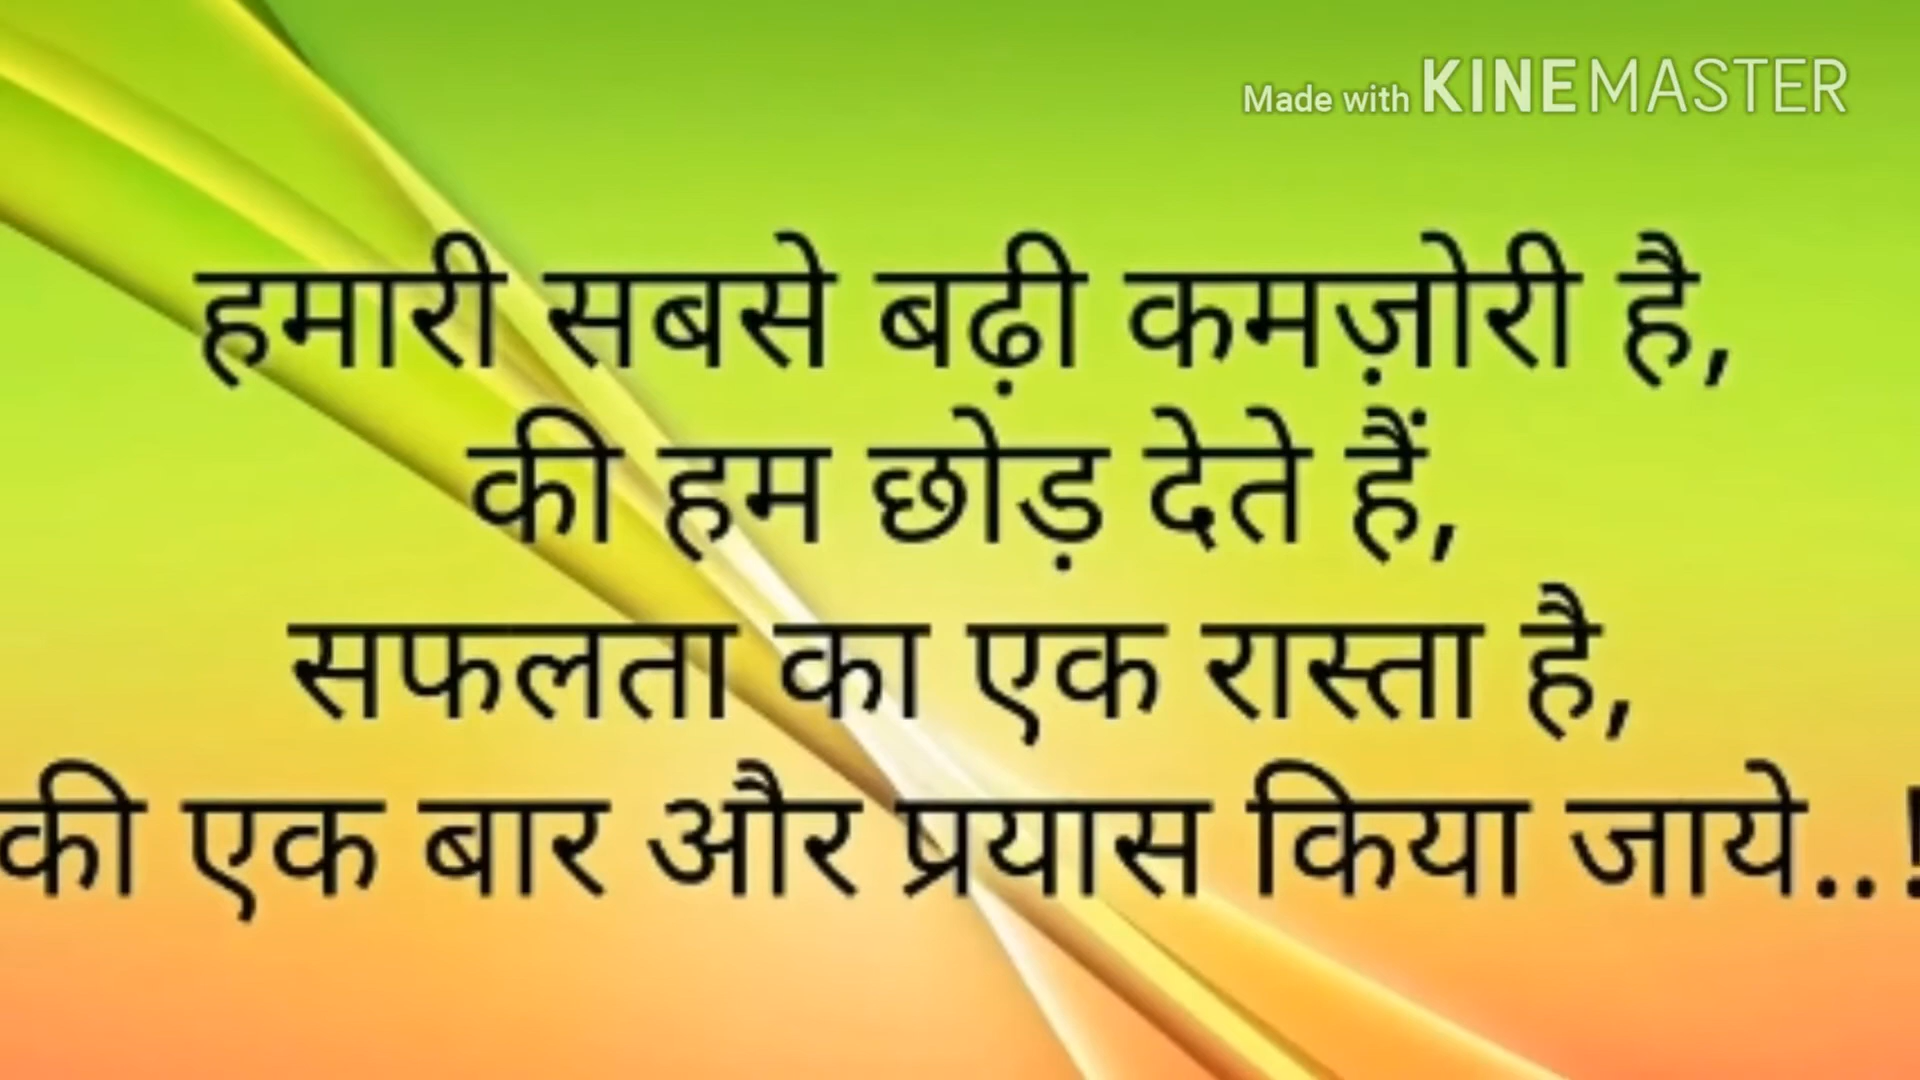 Made with KINEMASTER
हमारी सबसे बढ़ी कमज़ोरी है,
की हम छोड़ देते हैं,
सफलता का एक रास्ता है,
की एक बार और प्रयास किया जाये..!